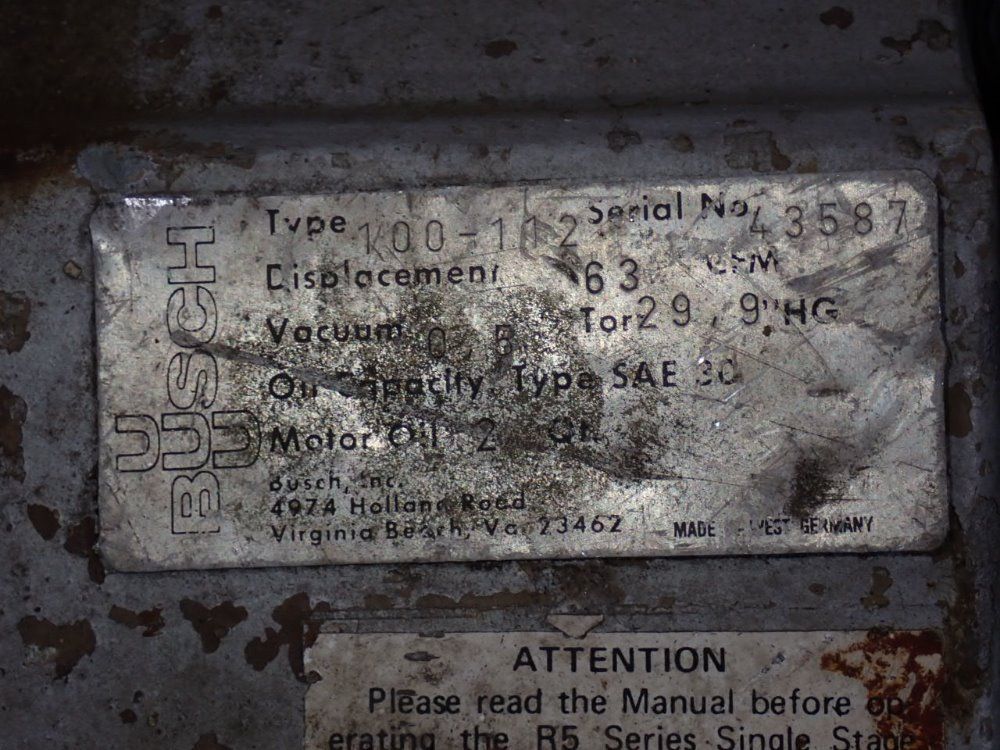 BUSCH
Type 100-112 Serial No. 43587
Displacement 63 CFM
Vacuum 0.5 Tor 29.9"HG
Oil Capacity, Type SAE 30
Motor Oil 2 Qt.
Busch, Inc.
4974 Holland Road
Virginia Beach, Va. 23462 MADE WEST GERMANY
ATTENTION
Please read the Manual before op-
erating the R5 Series Single Stage